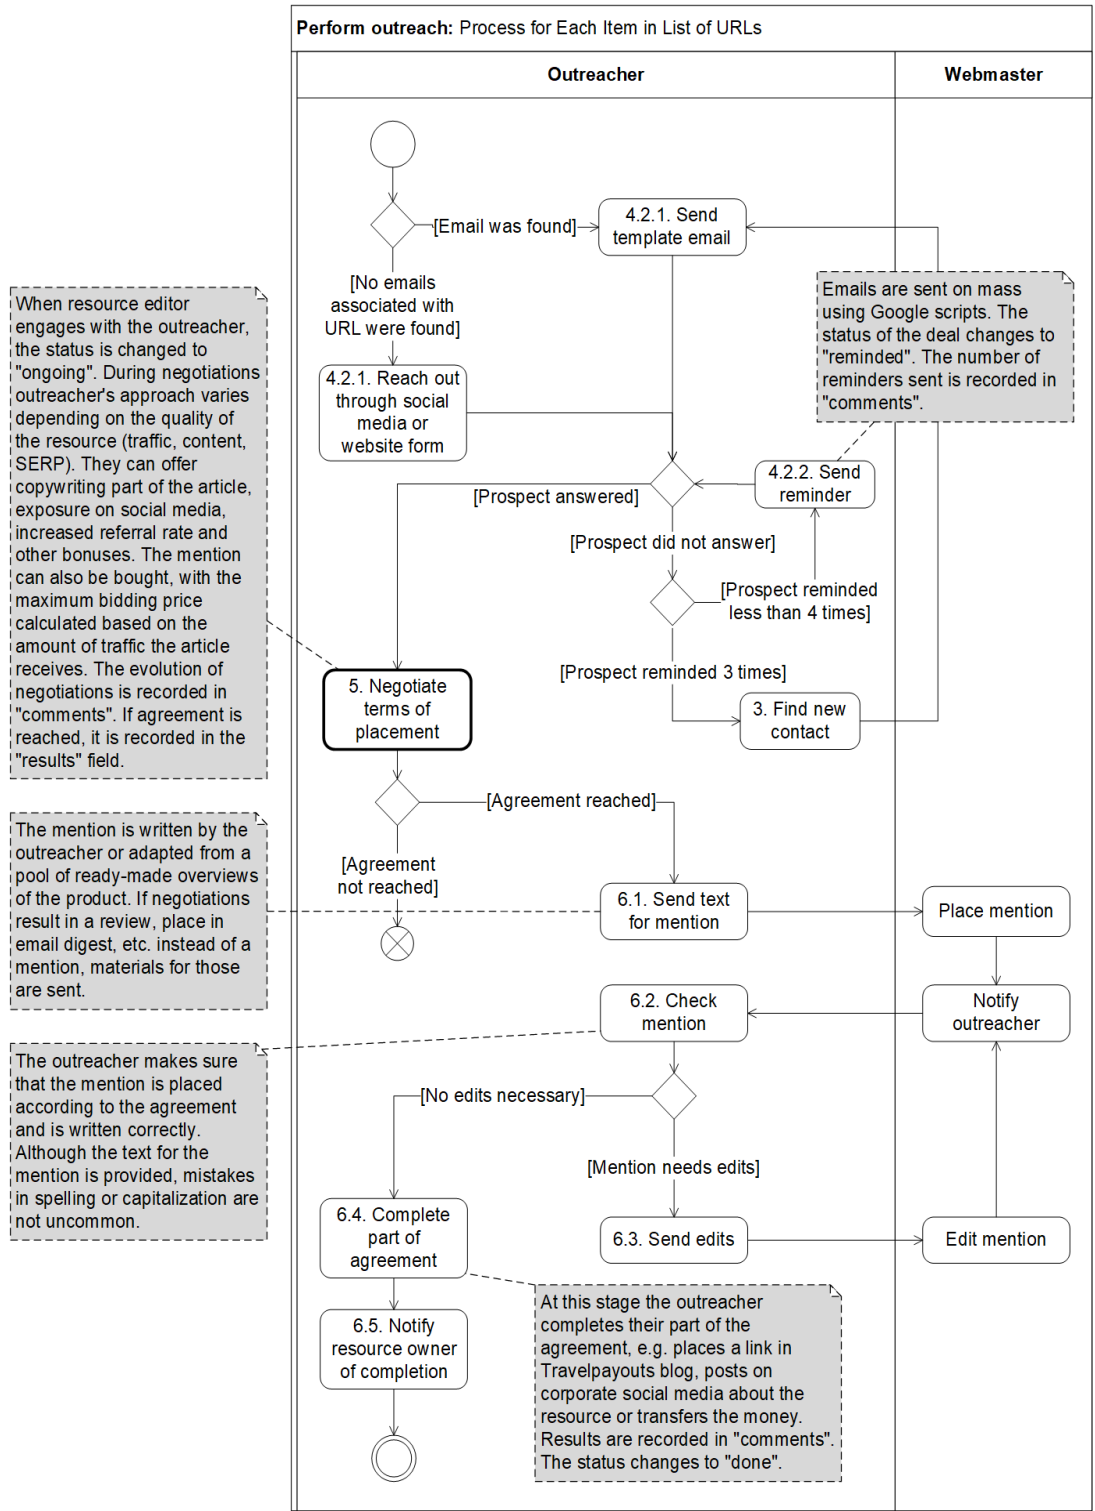 Perform outreach: Process for Each Item in List of URLs
Outreacher
Webmaster
[Email was found]
4.2.1. Send
template email
[No emails
associated with
URL were found]
4.2.1. Reach out
through social
media or
website form
Emails are sent on mass
using Google scripts. The
status of the deal changes to
"reminded". The number of
reminders sent is recorded in
"comments".
When resource editor
engages with the outreacher,
the status is changed to
"ongoing". During negotiations
outreacher's approach varies
depending on the quality of
the resource (traffic, content,
SERP). They can offer
copywriting part of the article,
exposure on social media,
increased referral rate and
other bonuses. The mention
can also be bought, with the
maximum bidding price
calculated based on the
amount of traffic the article
receives. The evolution of
negotiations is recorded in
"comments". If agreement is
reached, it is recorded in the
"results" field.
[Prospect answered]
4.2.2. Send
reminder
[Prospect did not answer]
[Prospect reminded
less than 4 times]
[Prospect reminded 3 times]
5. Negotiate
terms of
placement
3. Find new
contact
[Agreement reached]
[Agreement
not reached]
The mention is written by the
outreacher or adapted from a
pool of ready-made overviews
of the product. If negotiations
result in a review, place in
email digest, etc. instead of a
mention, materials for those
are sent.
6.1. Send text
for mention
Place mention
6.2. Check
mention
Notify
outreacher
The outreacher makes sure
that the mention is placed
according to the agreement
and is written correctly.
Although the text for the
mention is provided, mistakes
in spelling or capitalization are
not uncommon.
[No edits necessary]
[Mention needs edits]
6.4. Complete
part of
agreement
6.3. Send edits
Edit mention
6.5. Notify
resource owner
of completion
At this stage the outreacher
completes their part of the
agreement, e.g. places a link in
Travelpayouts blog, posts on
corporate social media about the
resource or transfers the money.
Results are recorded in "comments".
The status changes to "done".